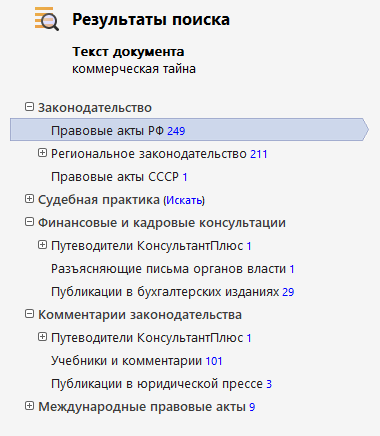 Результаты поиска
Текст документа
коммерческая тайна
Законодательство
Правовые акты РФ 249
Региональное законодательство 211
Правовые акты СССР 1
Судебная практика (Искать)
Финансовые и кадровые консультации
Путеводители КонсультантПлюс 1
Разъясняющие письма органов власти 1
Публикации в бухгалтерских изданиях 29
Комментарии законодательства
Путеводители КонсультантПлюс 1
Учебники и комментарии 101
Публикации в юридической прессе 3
Международные правовые акты 9